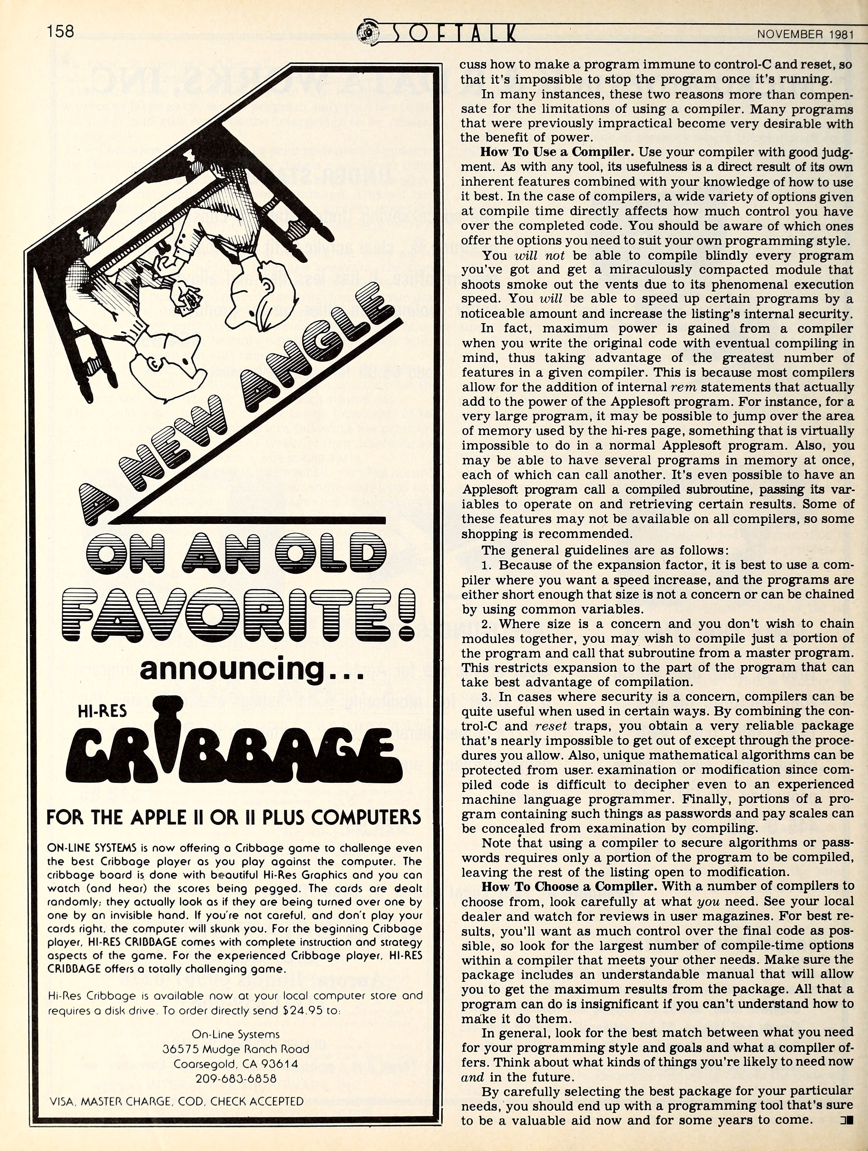 158
SOFTALK
NOVEMBER 1981
A NEW ANGLE
ON AN OLD
FAVORITE!
announcing...
HI-RES
CRIBBAGE
FOR THE APPLE II OR II PLUS COMPUTERS
ON-LINE SYSTEMS is now offering a Cribbage game to challenge even
the best Cribbage player as you play against the computer. The
cribbage board is done with beautiful Hi-Res Graphics and you can
watch (and hear) the scores being pegged. The cards are dealt
randomly; they actually look as if they are being turned over one by
one by an invisible hand. If you're not careful, and don't play your
cards right, the computer will skunk you. For the beginning Cribbage
player, HI-RES CRIBBAGE comes with complete instruction and strategy
aspects of the game. For the experienced Cribbage player, HI-RES
CRIBBAGE offers a totally challenging game.
Hi-Res Cribbage is available now at your local computer store and
requires a disk drive. To order directly send $24.95 to:
On-Line Systems
36575 Mudge Ranch Road
Coarsegold, CA 93614
209-683-6858
VISA, MASTER CHARGE, COD, CHECK ACCEPTED
cuss how to make a program immune to control-C and reset, so
that it's impossible to stop the program once it's running.
In many instances, these two reasons more than compen-
sate for the limitations of using a compiler. Many programs
that were previously impractical become very desirable with
the benefit of power.
How To Use a Compiler. Use your compiler with good judg-
ment. As with any tool, its usefulness is a direct result of its own
inherent features combined with your knowledge of how to use
it best. In the case of compilers, a wide variety of options given
at compile time directly affects how much control you have
over the completed code. You should be aware of which ones
offer the options you need to suit your own programming style.
You will not be able to compile blindly every program
you've got and get a miraculously compacted module that
shoots smoke out the vents due to its phenomenal execution
speed. You will be able to speed up certain programs by a
noticeable amount and increase the listing's internal security.
In fact, maximum power is gained from a compiler
when you write the original code with eventual compiling in
mind, thus taking advantage of the greatest number of
features in a given compiler. This is because most compilers
allow for the addition of internal rem statements that actually
add to the power of the Applesoft program. For instance, for a
very large program, it may be possible to jump over the area
of memory used by the hi-res page, something that is virtually
impossible to do in a normal Applesoft program. Also, you
may be able to have several programs in memory at once,
each of which can call another. It's even possible to have an
Applesoft program call a compiled subroutine, passing its var-
iables to operate on and retrieving certain results. Some of
these features may not be available on all compilers, so some
shopping is recommended.
The general guidelines are as follows:
1. Because of the expansion factor, it is best to use a com-
piler where you want a speed increase, and the programs are
either short enough that size is not a concern or can be chained
by using common variables.
2. Where size is a concern and you don't wish to chain
modules together, you may wish to compile just a portion of
the program and call that subroutine from a master program.
This restricts expansion to the part of the program that can
take best advantage of compilation.
3. In cases where security is a concern, compilers can be
quite useful when used in certain ways. By combining the con-
trol-C and reset traps, you obtain a very reliable package
that's nearly impossible to get out of except through the proce-
dures you allow. Also, unique mathematical algorithms can be
protected from user examination or modification since com-
piled code is difficult to decipher even to an experienced
machine language programmer. Finally, portions of a pro-
gram containing such things as passwords and pay scales can
be concealed from examination by compiling.
Note that using a compiler to secure algorithms or pass-
words requires only a portion of the program to be compiled,
leaving the rest of the listing open to modification.
How To Choose a Compiler. With a number of compilers to
choose from, look carefully at what you need. See your local
dealer and watch for reviews in user magazines. For best re-
sults, you'll want as much control over the final code as pos-
sible, so look for the largest number of compile-time options
within a compiler that meets your other needs. Make sure the
package includes an understandable manual that will allow
you to get the maximum results from the package. All that a
program can do is insignificant if you can't understand how to
make it do them.
In general, look for the best match between what you need
for your programming style and goals and what a compiler of-
fers. Think about what kinds of things you're likely to need now
and in the future.
By carefully selecting the best package for your particular
needs, you should end up with a programming tool that's sure
to be a valuable aid now and for some years to come.